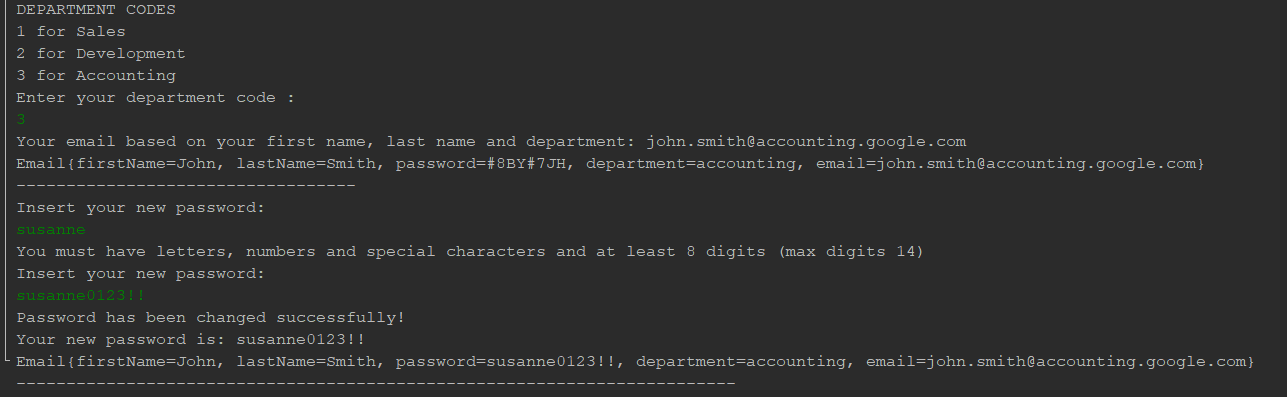 DEPARTMENT CODES
1 for Sales
2 for Development
3 for Accounting
Enter your department code :
3
Your email based on your first name, last name and department: john.smith@accounting.google.com
Email{firstName=John, lastName=Smith, password=#8BY#7JH, department=accounting, email=john.smith@accounting.google.com}
----------------------------------
Insert your new password:
susanne
You must have letters, numbers and special characters and at least 8 digits (max digits 14)
Insert your new password:
susanne0123!!
Password has been changed successfully!
Your new password is: susanne0123!!
Email{firstName=John, lastName=Smith, password=susanne0123!!, department=accounting, email=john.smith@accounting.google.com}
------------------------------------------------------------------------